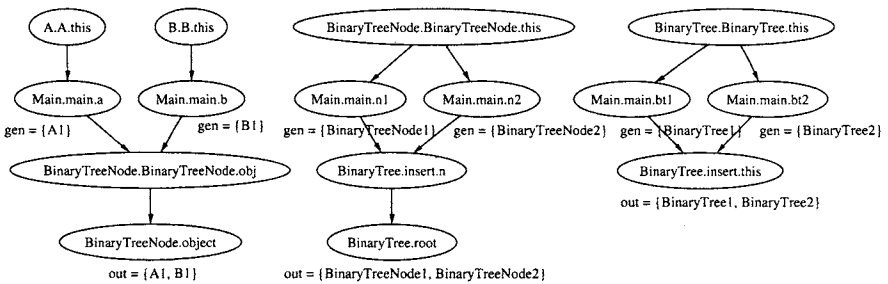 A.A.this B.B.this BinaryTreeNode.BinaryTreeNode.this BinaryTree.BinaryTree.this
Main.main.a Main.main.b Main.main.n1 Main.main.n2 Main.main.bt1 Main.main.bt2
gen = {A1} gen = {B1} gen = {BinaryTreeNode1} gen = {BinaryTreeNode2} gen = {BinaryTree1} gen = {BinaryTree2}
BinaryTreeNode.BinaryTreeNode.obj BinaryTree.insert.n BinaryTree.insert.this
out = {BinaryTree1, BinaryTree2}
BinaryTreeNode.object BinaryTree.root
out = {A1, B1} out = {BinaryTreeNode1, BinaryTreeNode2}